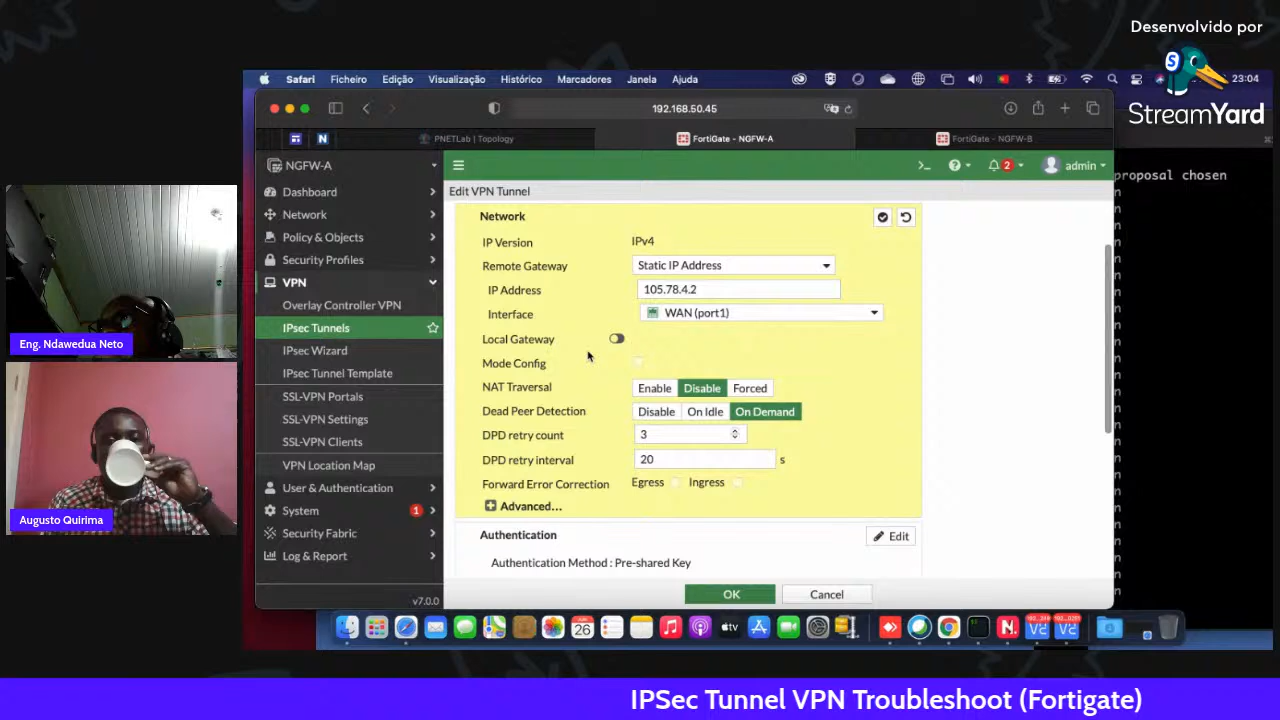 Desenvolvido por
StreamYard
Safari Ficheiro Edição Visualização Histórico Marcadores Janela Ajuda 23:04
192.168.50.45
PNETLab | Topology
FortiGate - NGFW-A
FortiGate - NGFW-B
NGFW-A
>_ 2 admin
Dashboard
Network
Policy & Objects
Security Profiles
VPN
Overlay Controller VPN
IPsec Tunnels
IPsec Wizard
IPsec Tunnel Template
SSL-VPN Portals
SSL-VPN Settings
SSL-VPN Clients
VPN Location Map
User & Authentication
System 1
Security Fabric
Log & Report
v7.0.0
Edit VPN Tunnel
Network
IP Version IPv4
Remote Gateway Static IP Address
IP Address 105.78.4.2
Interface WAN (port1)
Local Gateway
Mode Config
NAT Traversal Enable Disable Forced
Dead Peer Detection Disable On Idle On Demand
DPD retry count 3
DPD retry interval 20 s
Forward Error Correction Egress Ingress
Advanced...
Authentication Edit
Authentication Method : Pre-shared Key
OK Cancel
proposal chosen
Eng. Ndawedua Neto
Augusto Quirima
26
tv
IPSec Tunnel VPN Troubleshoot (Fortigate)